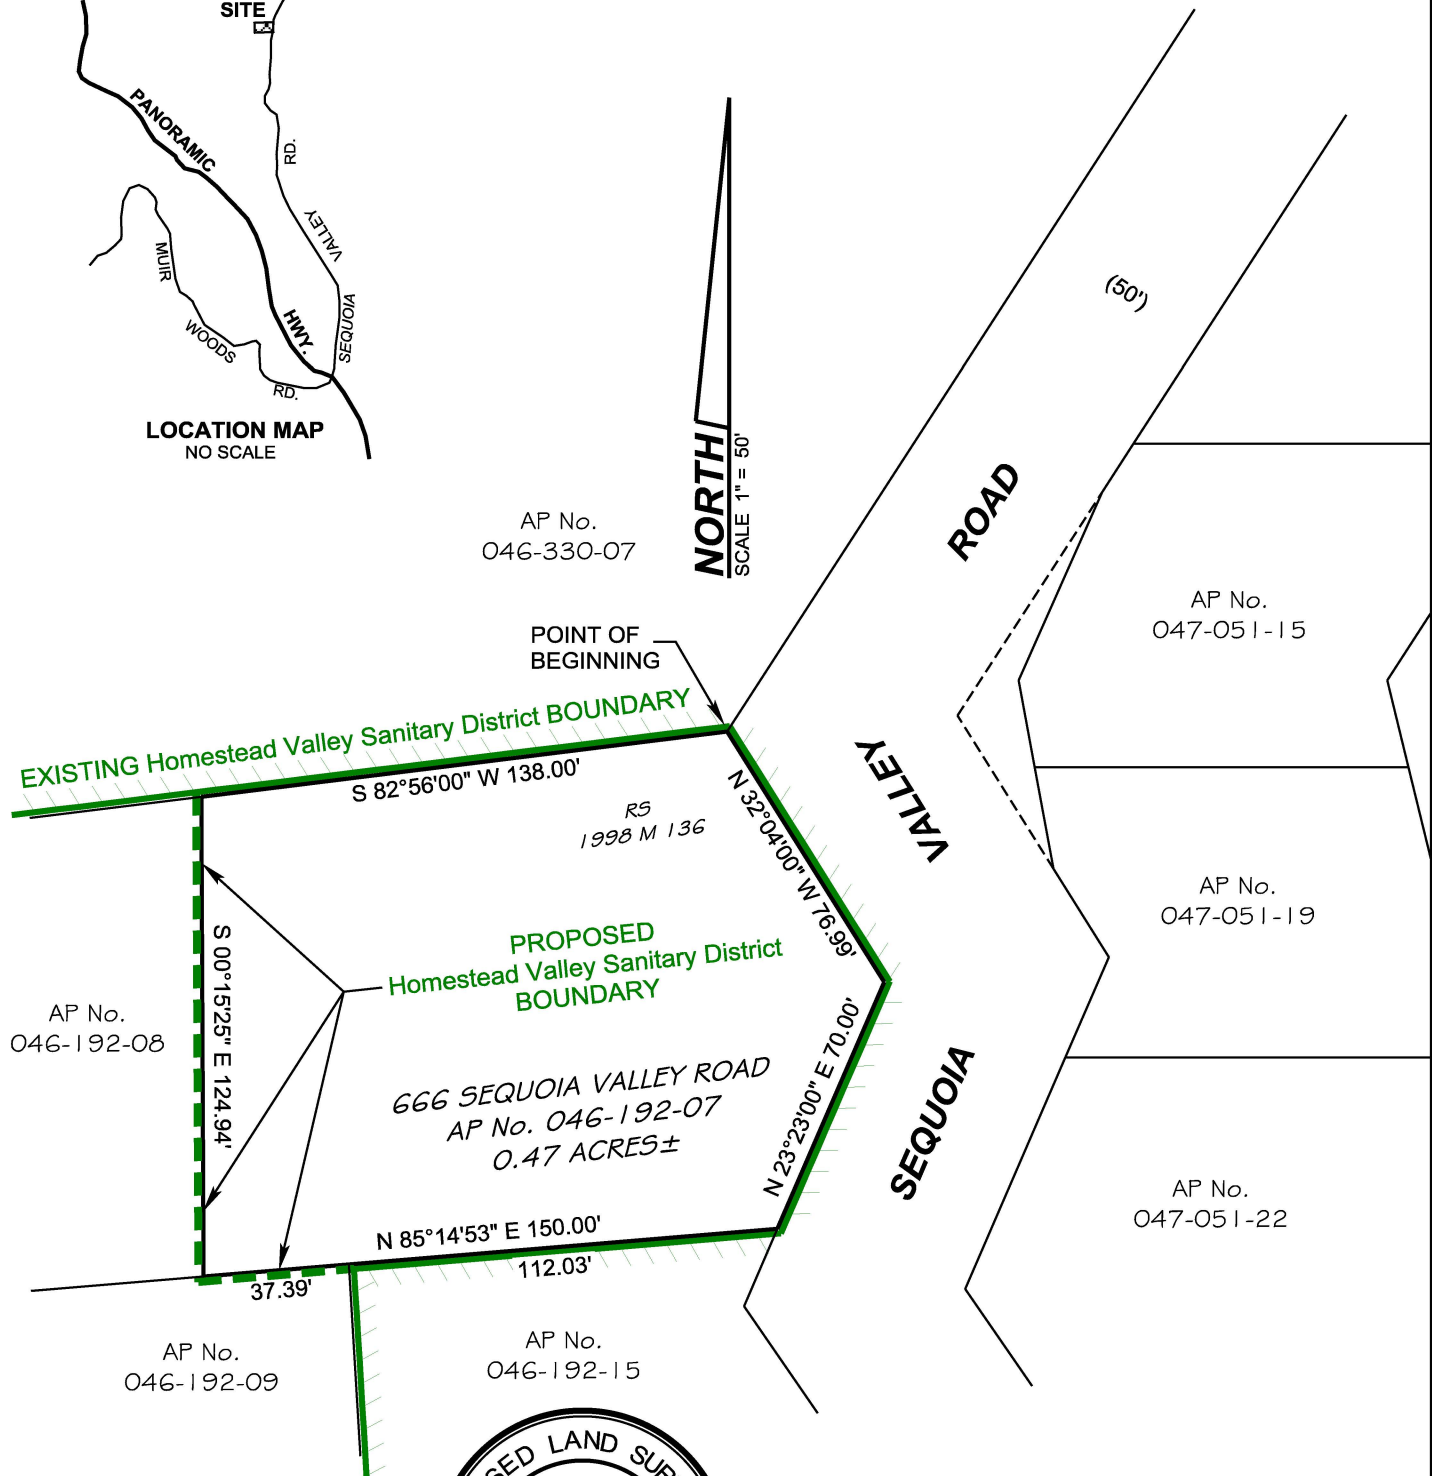 SITE
PANORAMIC
HWY.
RD.
VALLEY
SEQUOIA
MUIR
WOODS
RD.
LOCATION MAP
NO SCALE
NORTH
SCALE 1" = 50'
(50')
ROAD
VALLEY
SEQUOIA
AP No.
046-330-07
POINT OF
BEGINNING
AP No.
047-051-15
EXISTING Homestead Valley Sanitary District BOUNDARY
S 82°56'00" W 138.00'
RS
1998 M 136
N 32°04'00" W 76.99'
AP No.
047-051-19
PROPOSED
Homestead Valley Sanitary District
BOUNDARY
S 00°15'25" E 124.94'
AP No.
046-192-08
N 23°23'00" E 70.00'
666 SEQUOIA VALLEY ROAD
AP No. 046-192-07
0.47 ACRES±
AP No.
047-051-22
N 85°14'53" E 150.00'
112.03'
37.39'
AP No.
046-192-09
AP No.
046-192-15
SED LAND SUR